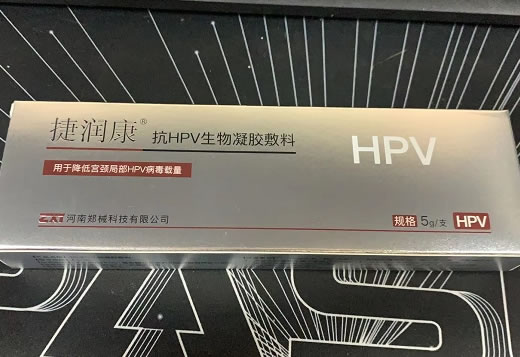 捷润康® 抗HPV生物凝胶敷料
HPV
用于降低宫颈局部HPV病毒载量
ZKT 河南郑械科技有限公司
规格 5g/支 HPV